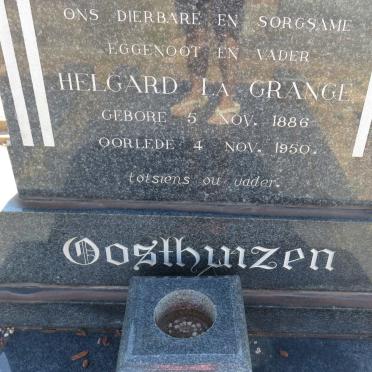 ONS DIERBARE EN SORGSAME
EGGENOOT EN VADER
HELGARD LA GRANGE
GEBORE 5 NOV. 1886
OORLEDE 4 NOV. 1950.
totsiens ou vader.
Oosthuizen